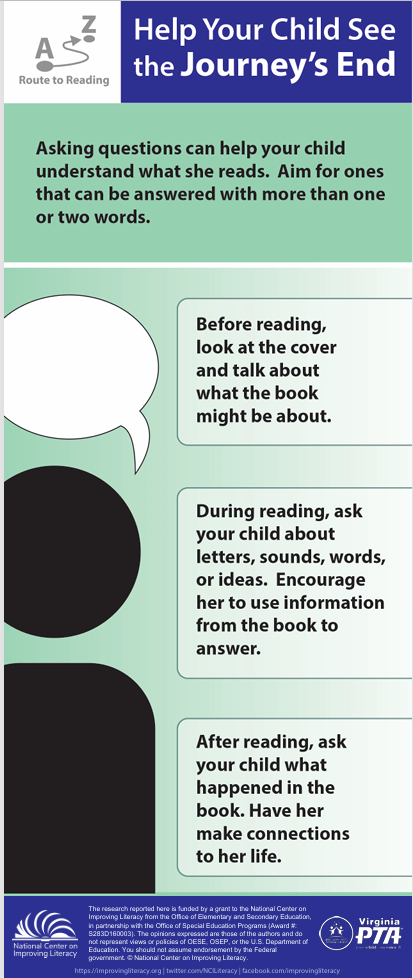 A Z
Route to Reading
Help Your Child See
the Journey's End
Asking questions can help your child
understand what she reads.  Aim for ones
that can be answered with more than one
or two words.
Before reading,
look at the cover
and talk about
what the book
might be about.
During reading, ask
your child about
letters, sounds, words,
or ideas.  Encourage
her to use information
from the book to
answer.
After reading, ask
your child what
happened in the
book. Have her
make connections
to her life.
National Center on
Improving Literacy
The research reported here is funded by a grant to the National Center on
Improving Literacy from the Office of Elementary and Secondary Education,
in partnership with the Office of Special Education Programs (Award #:
S283D160003). The opinions expressed are those of the authors and do
not represent views or policies of OESE, OSEP, or the U.S. Department of
Education. You should not assume endorsement by the Federal
government. © National Center on Improving Literacy.
Virginia
PTA
https://improvingliteracy.org | twitter.com/NCILiteracy | facebook.com/improvingliteracy